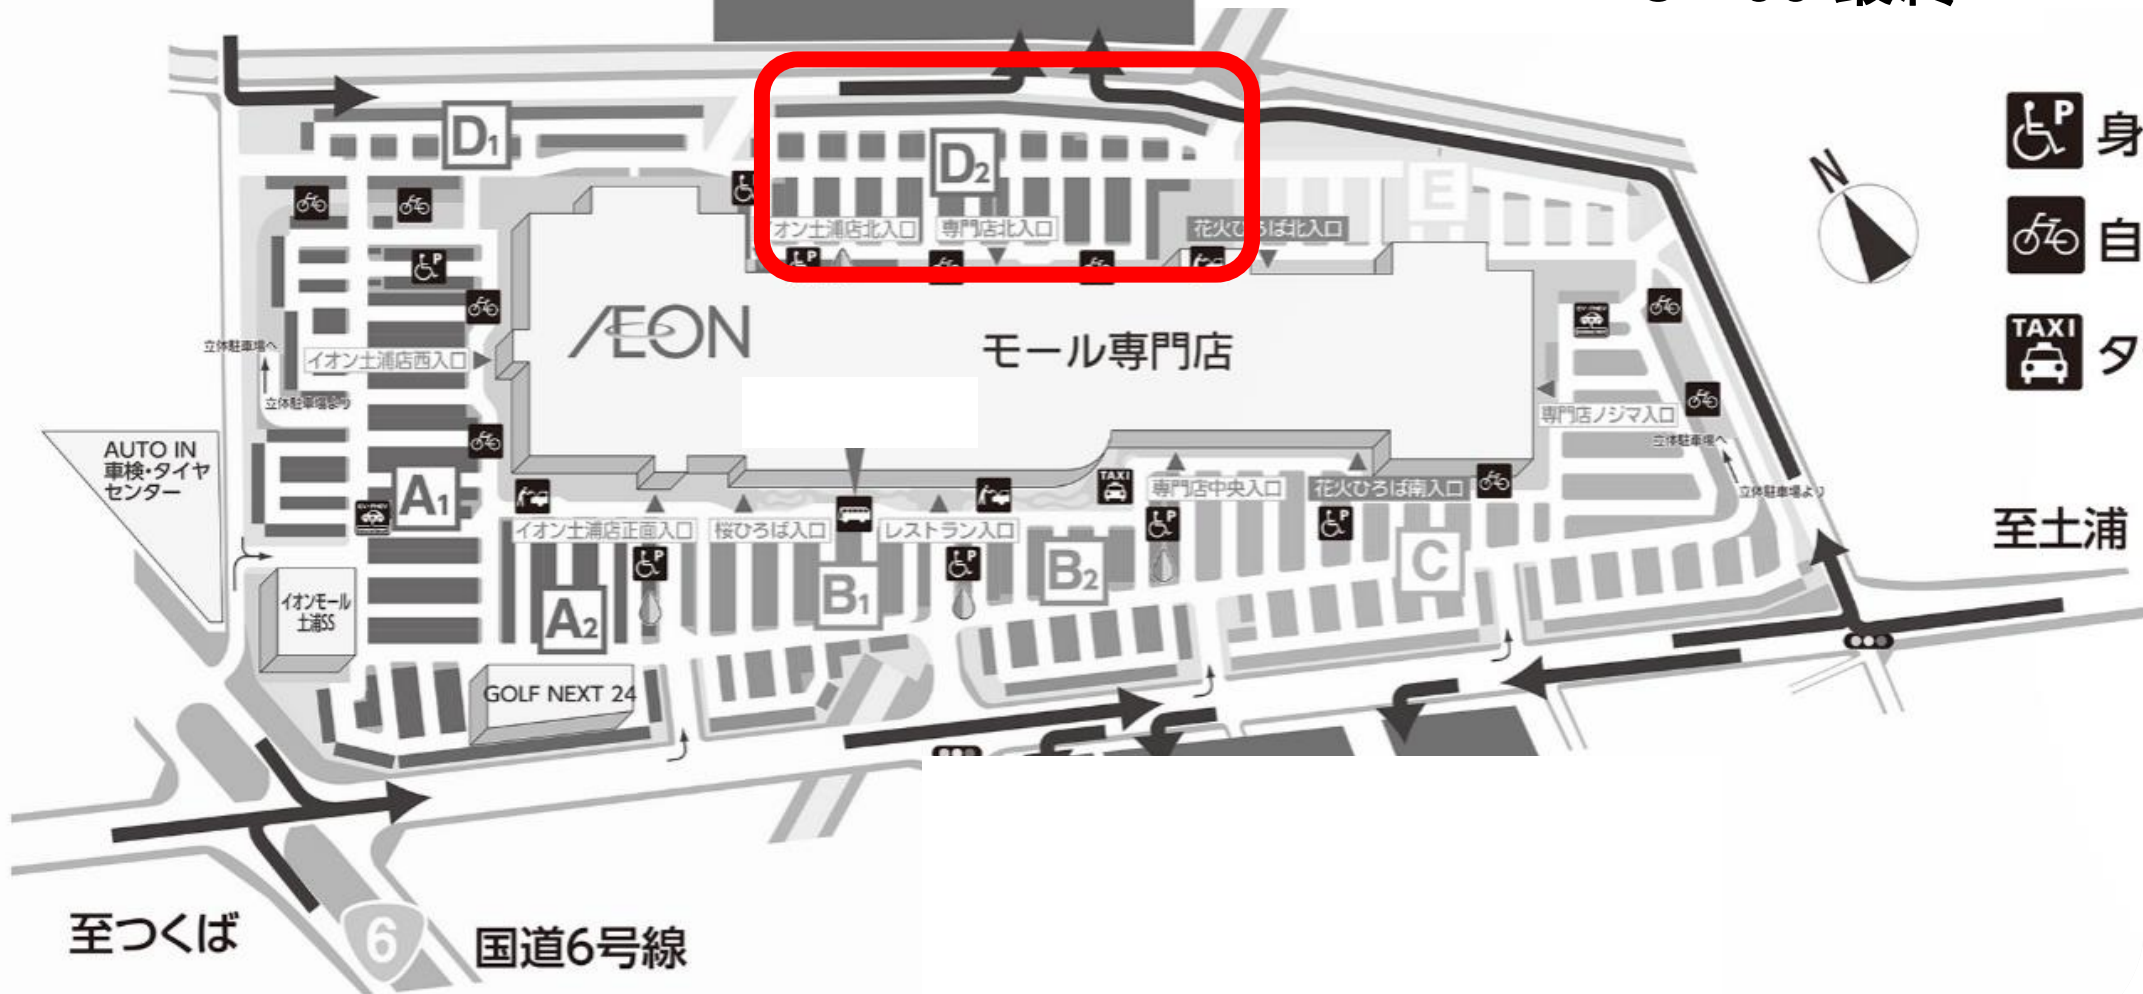 D1
D2
E
N
P 身
自
TAXI タ
イオン土浦店北入口
専門店北入口
花火ひろば北入口
P
P
P
ÆON
モール専門店
立体駐車場へ
イオン土浦店西入口
立体駐車場より
専門店ノジマ入口
立体駐車場へ
立体駐車場より
AUTO IN
車検・タイヤ
センター
A1
TAXI
専門店中央入口
花火ひろば南入口
イオン土浦店正面入口
桜ひろば入口
レストラン入口
P
P
P
P
至土浦
イオンモール
土浦SS
A2
B1
B2
C
GOLF NEXT 24
至つくば
6
国道6号線